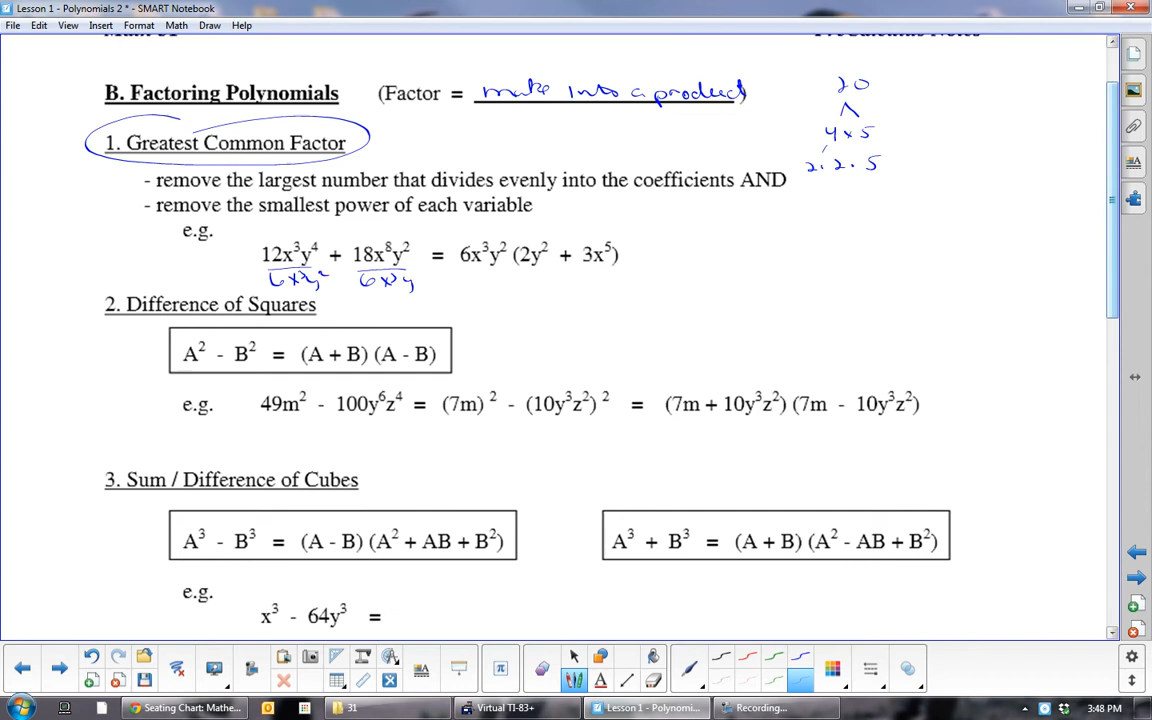 Lesson 1 - Polynomials 2 * - SMART Notebook
File Edit View Insert Format Math Draw Help
B. Factoring Polynomials (Factor = make into a product)
20
4 x 5
2 . 2 . 5
1. Greatest Common Factor
- remove the largest number that divides evenly into the coefficients AND
- remove the smallest power of each variable
e.g.
12x³y⁴ + 18x⁸y² = 6x³y² (2y² + 3x⁵)
2. Difference of Squares
A² - B² = (A + B) (A - B)
e.g. 49m² - 100y⁶z⁴ = (7m) ² - (10y³z²) ² = (7m + 10y³z²) (7m - 10y³z²)
3. Sum / Difference of Cubes
A³ - B³ = (A - B) (A² + AB + B²) A³ + B³ = (A + B) (A² - AB + B²)
e.g.
x³ - 64y³ =
Seating Chart: Mathe... 31 Virtual TI-83+ Lesson 1 - Polynomi... Recording... 3:48 PM